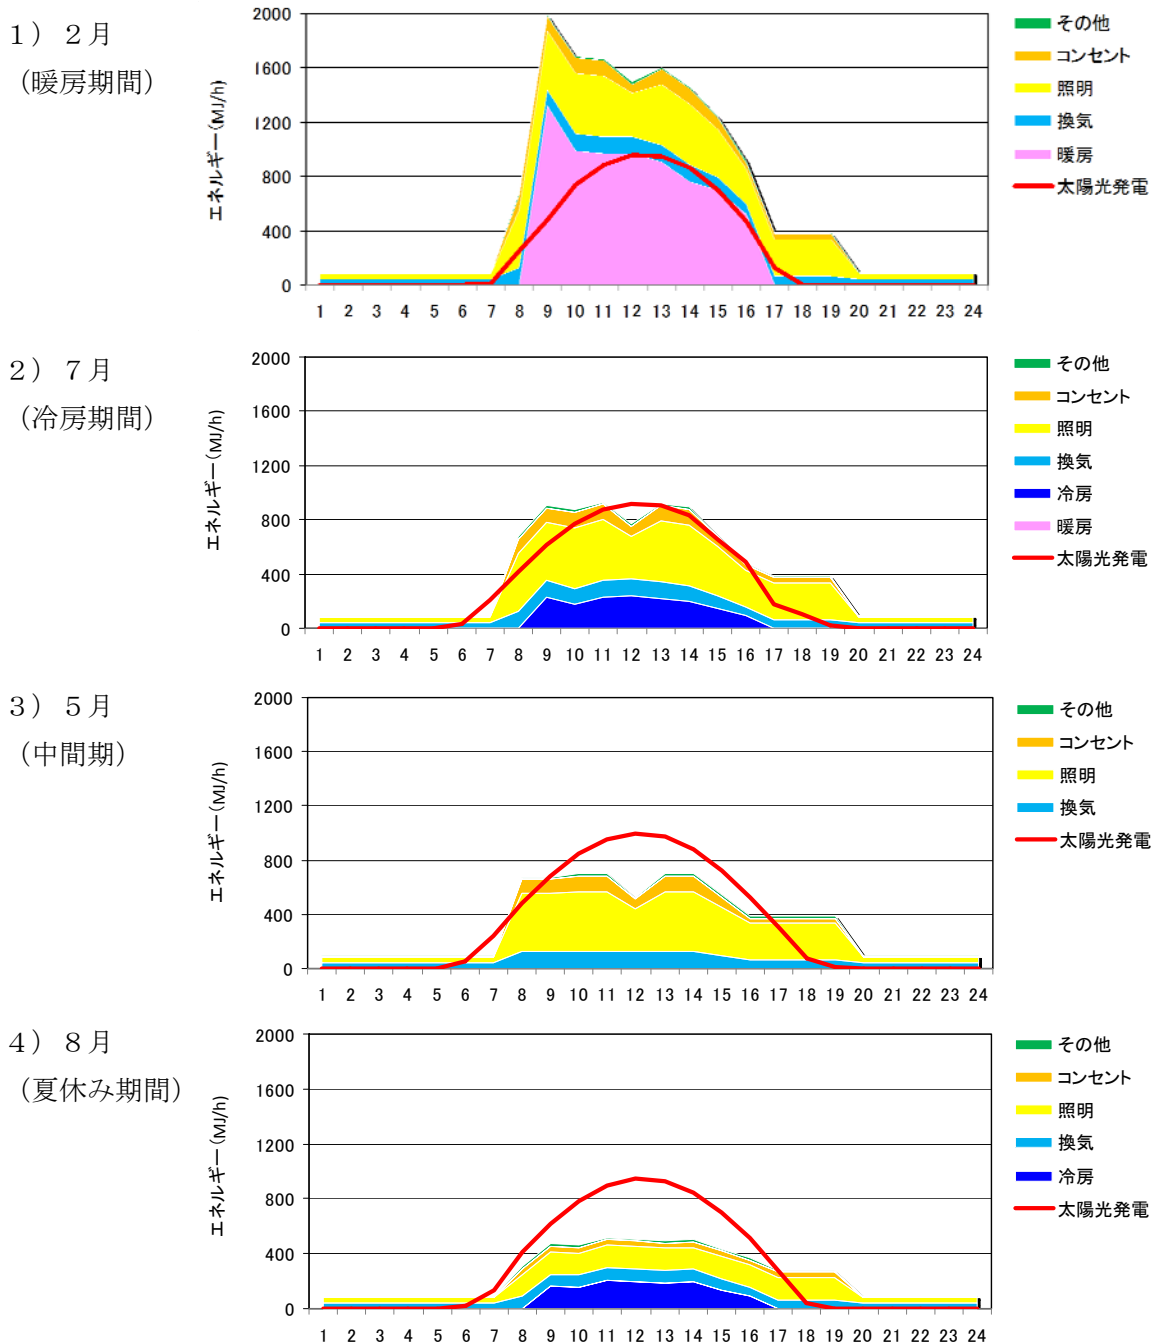 1） 2月
（暖房期間）
エネルギー(MJ/h)
2000
1600
1200
800
400
0
1 2 3 4 5 6 7 8 9 10 11 12 13 14 15 16 17 18 19 20 21 22 23 24
その他
コンセント
照明
換気
暖房
太陽光発電
2） 7月
（冷房期間）
エネルギー(MJ/h)
2000
1600
1200
800
400
0
1 2 3 4 5 6 7 8 9 10 11 12 13 14 15 16 17 18 19 20 21 22 23 24
その他
コンセント
照明
換気
冷房
暖房
太陽光発電
3） 5月
（中間期）
エネルギー(MJ/h)
2000
1600
1200
800
400
0
1 2 3 4 5 6 7 8 9 10 11 12 13 14 15 16 17 18 19 20 21 22 23 24
その他
コンセント
照明
換気
太陽光発電
4） 8月
（夏休み期間）
エネルギー(MJ/h)
2000
1600
1200
800
400
0
1 2 3 4 5 6 7 8 9 10 11 12 13 14 15 16 17 18 19 20 21 22 23 24
その他
コンセント
照明
換気
冷房
太陽光発電